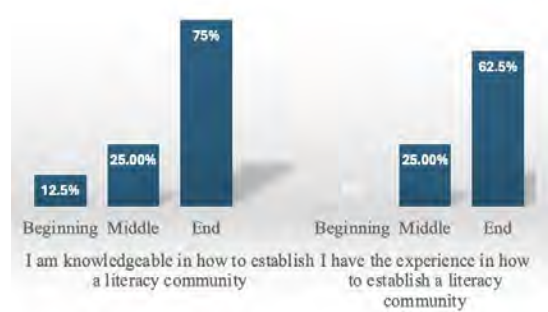 75%
62.5%
25.00%
25.00%
12.5%
Beginning Middle End
Beginning Middle End
I am knowledgeable in how to establish
a literacy community
I have the experience in how
to establish a literacy
community